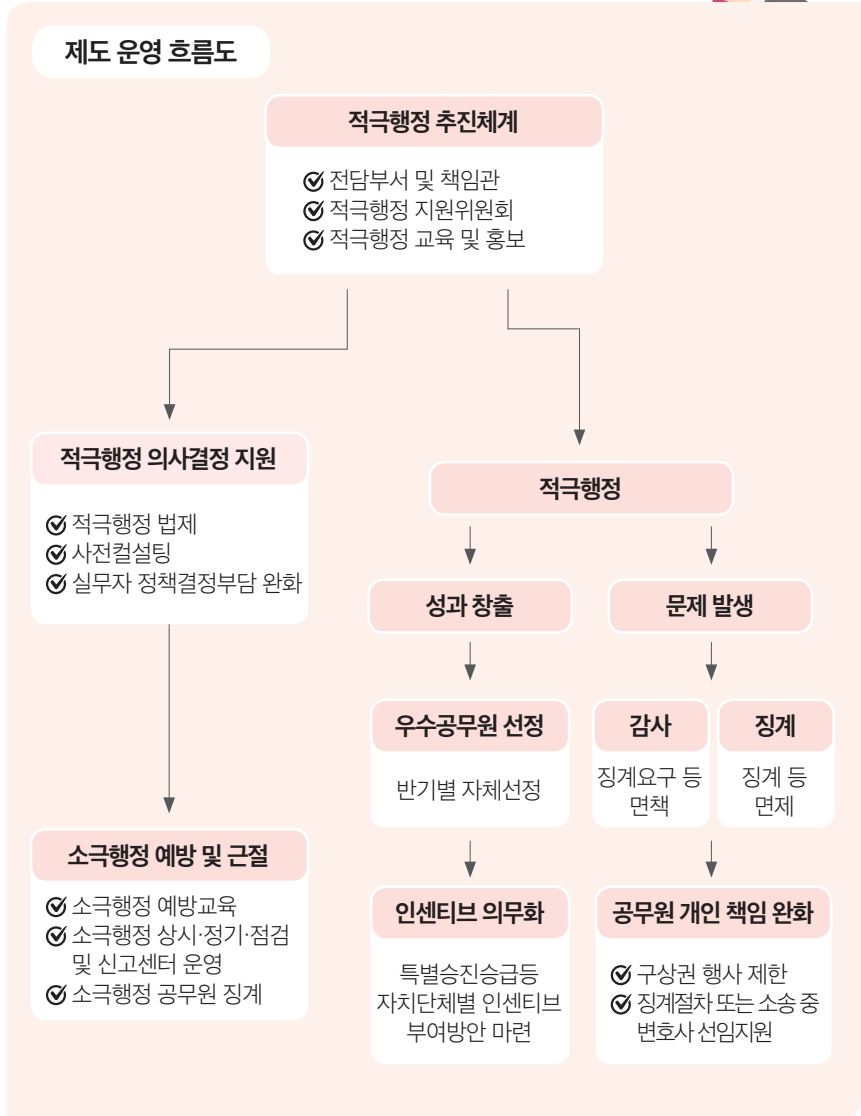 제도 운영 흐름도
적극행정 추진체계
전담부서 및 책임관
적극행정 지원위원회
적극행정 교육 및 홍보
적극행정 의사결정 지원
적극행정 법제
사전컬설팅
실무자 정책결정부담 완화
소극행정 예방 및 근절
소극행정 예방교육
소극행정 상시·정기·점검
및 신고센터 운영
소극행정 공무원 징계
적극행정
성과 창출
우수공무원 선정
반기별 자체선정
인센티브 의무화
특별승진승급등
자치단체별 인센티브
부여방안 마련
문제 발생
감사
징계요구 등
면책
징계
징계 등
면제
공무원 개인 책임 완화
구상권 행사 제한
징계절차 또는 소송 중
변호사 선임지원